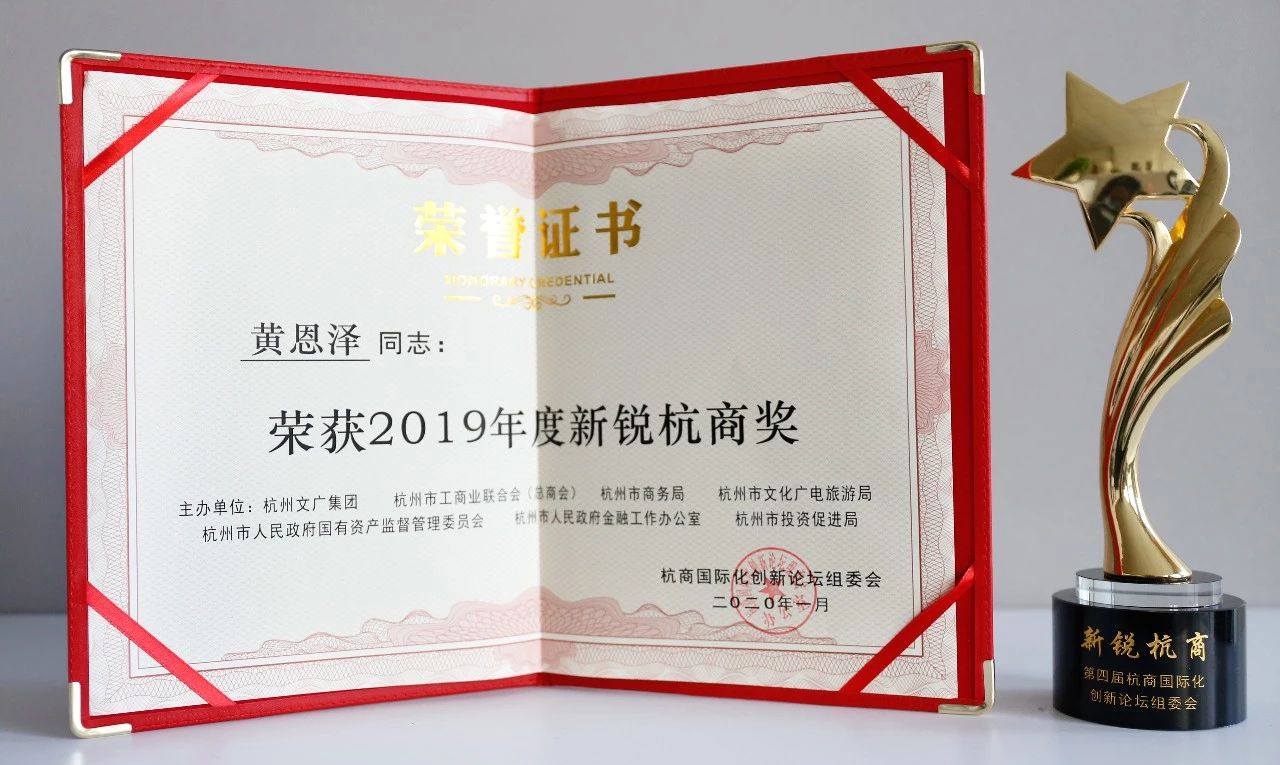 荣誉证书
HONORARY CREDENTIAL
黄恩泽 同志：
荣获2019年度新锐杭商奖
主办单位：杭州文广集团 杭州市工商业联合会（总商会） 杭州市商务局 杭州市文化广电旅游局
杭州市人民政府国有资产监督管理委员会 杭州市人民政府金融工作办公室 杭州市投资促进局
杭商国际化创新论坛组委会
二〇二〇年一月
办公室
新锐杭商
第四届杭商国际化
创新论坛组委会